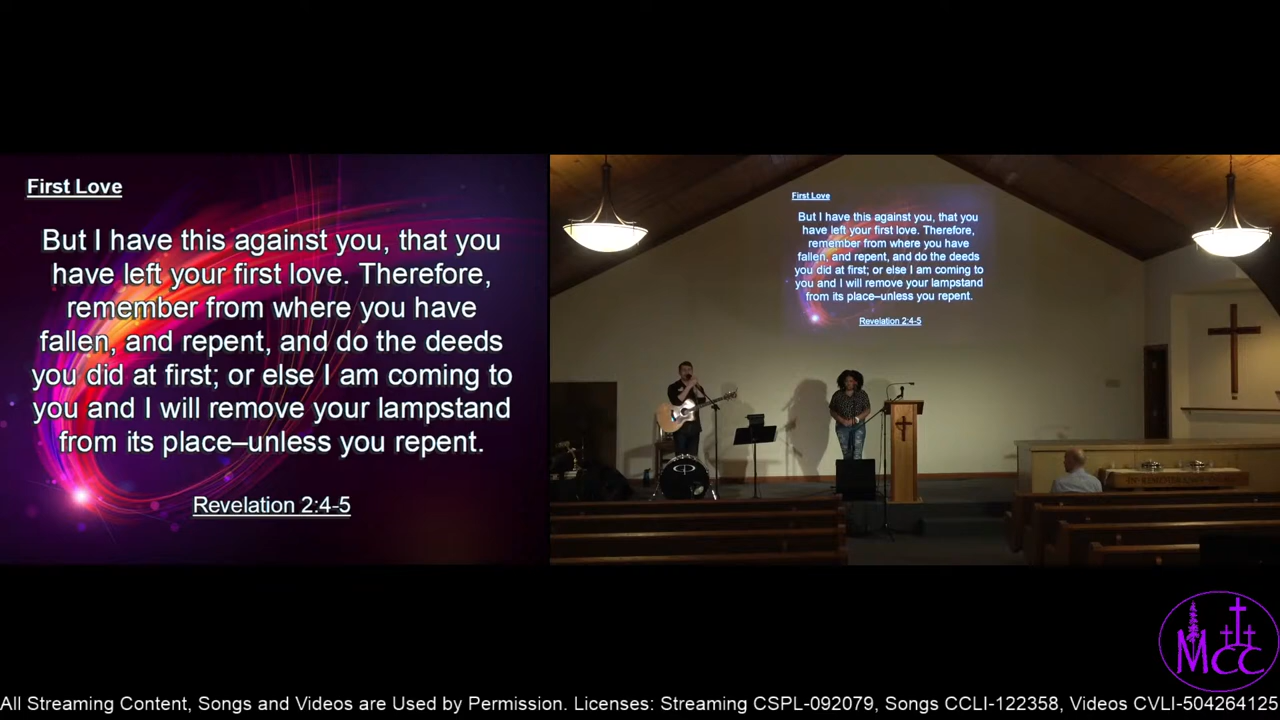 First Love
But I have this against you, that you
have left your first love. Therefore,
remember from where you have
fallen, and repent, and do the deeds
you did at first; or else I am coming to
you and I will remove your lampstand
from its place–unless you repent.
Revelation 2:4-5
First Love
But I have this against you, that you
have left your first love. Therefore,
remember from where you have
fallen, and repent, and do the deeds
you did at first; or else I am coming to
you and I will remove your lampstand
from its place–unless you repent.
Revelation 2:4-5
MCC
All Streaming Content, Songs and Videos are Used by Permission. Licenses: Streaming CSPL-092079, Songs CCLI-122358, Videos CVLI-504264125